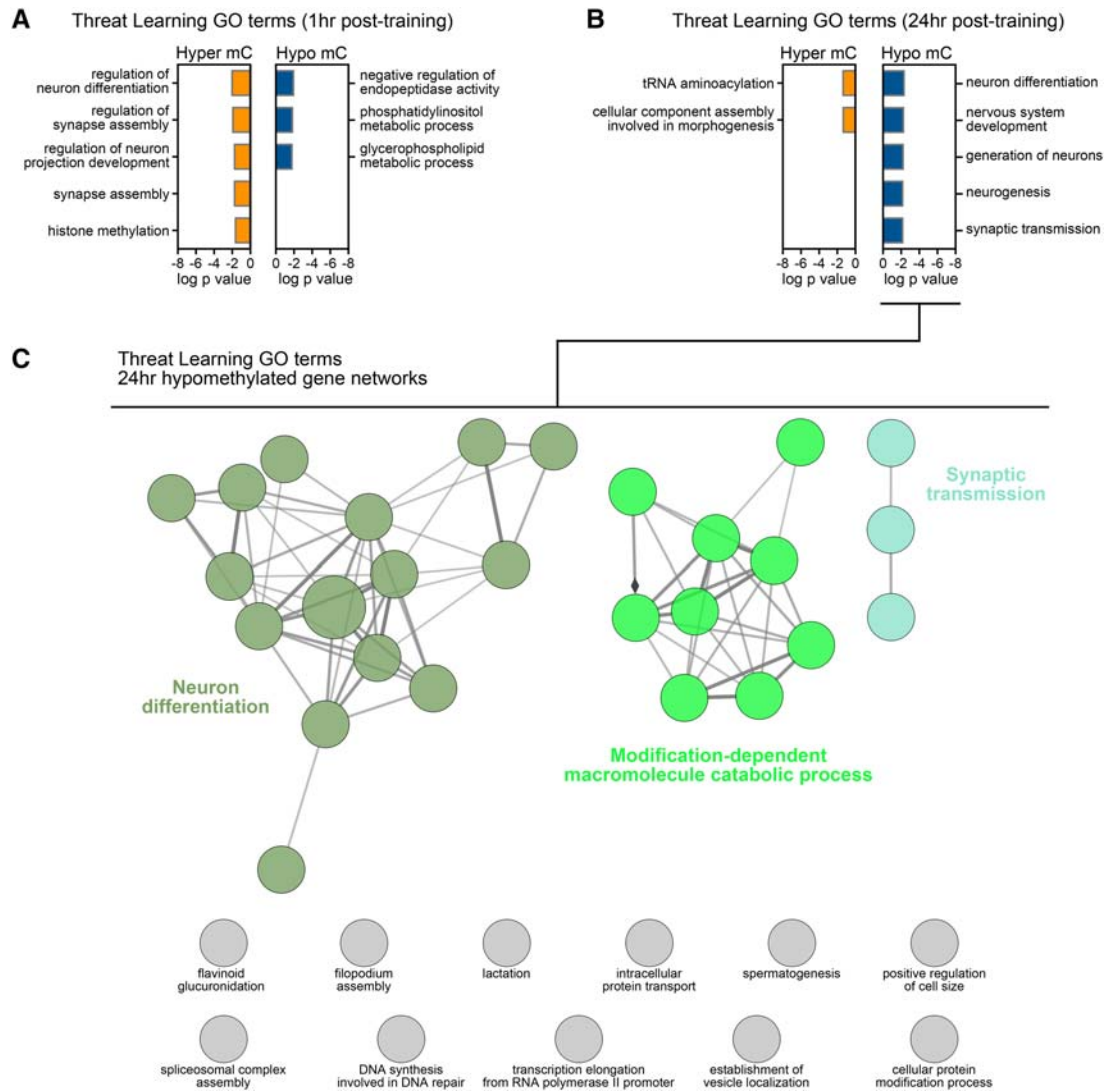 A
Threat Learning GO terms (1hr post-training)
Hyper mC
Hypo mC
regulation of
neuron differentiation
regulation of
synapse assembly
regulation of neuron
projection development
synapse assembly
histone methylation
negative regulation of
endopeptidase activity
phosphatidylinositol
metabolic process
glycerophospholipid
metabolic process
-8 -6 -4 -2 0
0 -2 -4 -6 -8
log p value
log p value
B
Threat Learning GO terms (24hr post-training)
Hyper mC
Hypo mC
tRNA aminoacylation
cellular component assembly
involved in morphogenesis
neuron differentiation
nervous system
development
generation of neurons
neurogenesis
synaptic transmission
-8 -6 -4 -2 0
0 -2 -4 -6 -8
log p value
log p value
C
Threat Learning GO terms
24hr hypomethylated gene networks
Neuron
differentiation
Modification-dependent
macromolecule catabolic process
Synaptic
transmission
flavinoid
glucuronidation
filopodium
assembly
lactation
intracellular
protein transport
spermatogenesis
positive regulation
of cell size
spliceosomal complex
assembly
DNA synthesis
involved in DNA repair
transcription elongation
from RNA polymerase II promoter
establishment of
vesicle localization
cellular protein
modification process